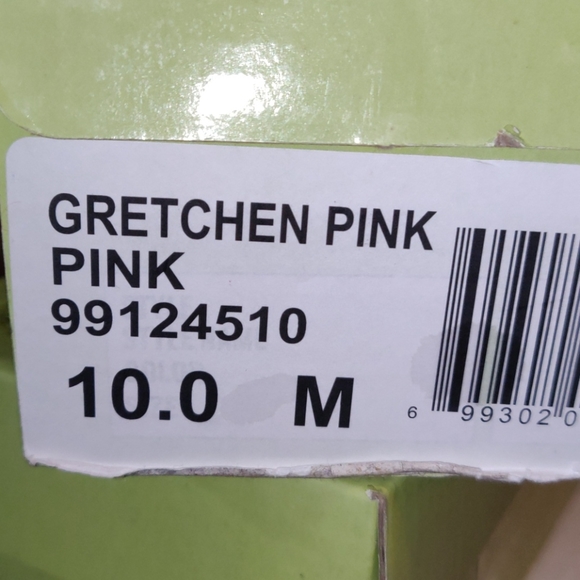 GRETCHEN PINK
PINK
99124510
10.0 M
6 99302 0